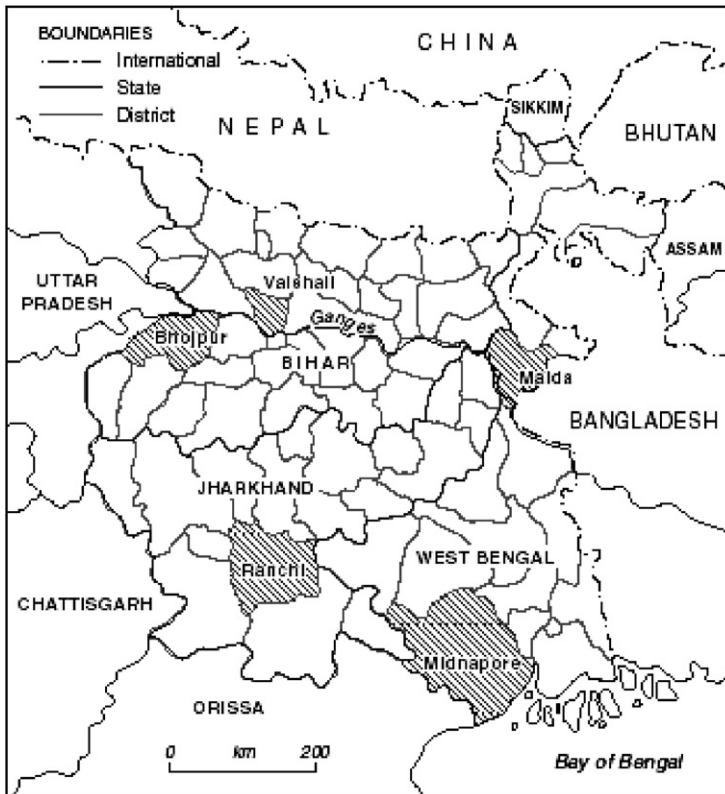 BOUNDARIES
International
State
District
CHINA
NEPAL
SIKKIM
BHUTAN
ASSAM
UTTAR
PRADESH
Vaishali
Ganges
Bhojpur
BIHAR
Malda
BANGLADESH
JHARKHAND
WEST BENGAL
Ranchi
CHATTISGARH
Midnapore
ORISSA
0 km 200
Bay of Bengal